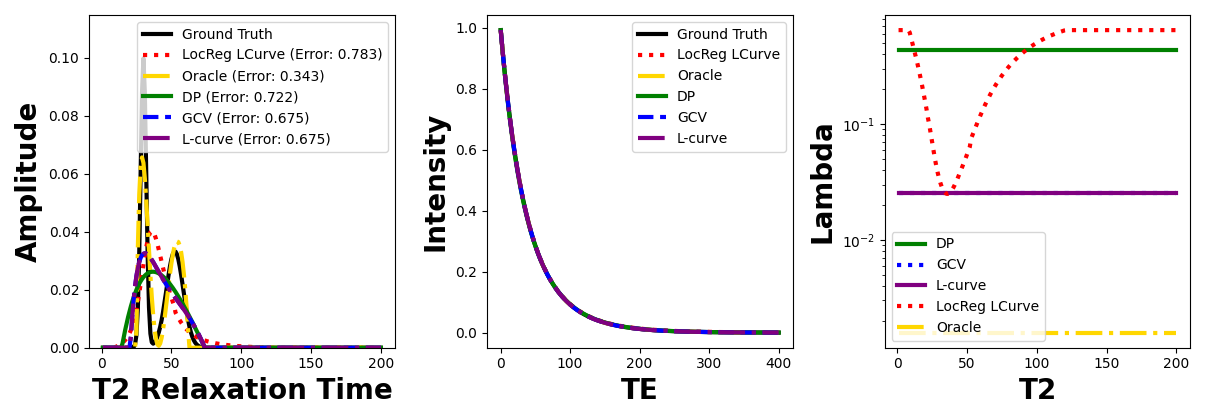 Amplitude
0.10
0.08
0.06
0.04
0.02
0.00
0
50
100
150
200
T2 Relaxation Time
Ground Truth
LocReg LCurve (Error: 0.783)
Oracle (Error: 0.343)
DP (Error: 0.722)
GCV (Error: 0.675)
L-curve (Error: 0.675)
Intensity
1.0
0.8
0.6
0.4
0.2
0.0
0
100
200
300
400
TE
Ground Truth
LocReg LCurve
Oracle
DP
GCV
L-curve
Lambda
10⁻¹
10⁻²
0
50
100
150
200
T2
DP
GCV
L-curve
LocReg LCurve
Oracle